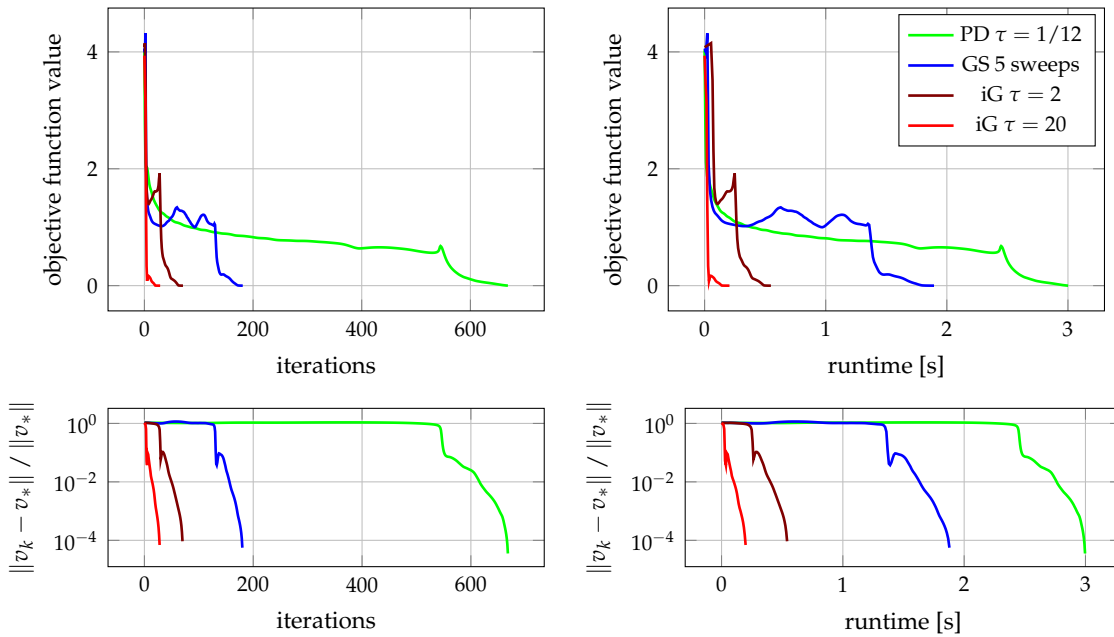 objective function value
4
2
0
0
200
400
600
iterations
objective function value
4
2
0
0
1
2
3
runtime [s]
PD τ = 1/12
GS 5 sweeps
iG τ = 2
iG τ = 20
||v_k − v_*|| / ||v_*||
10^0
10^−2
10^−4
0
200
400
600
iterations
||v_k − v_*|| / ||v_*||
10^0
10^−2
10^−4
0
1
2
3
runtime [s]